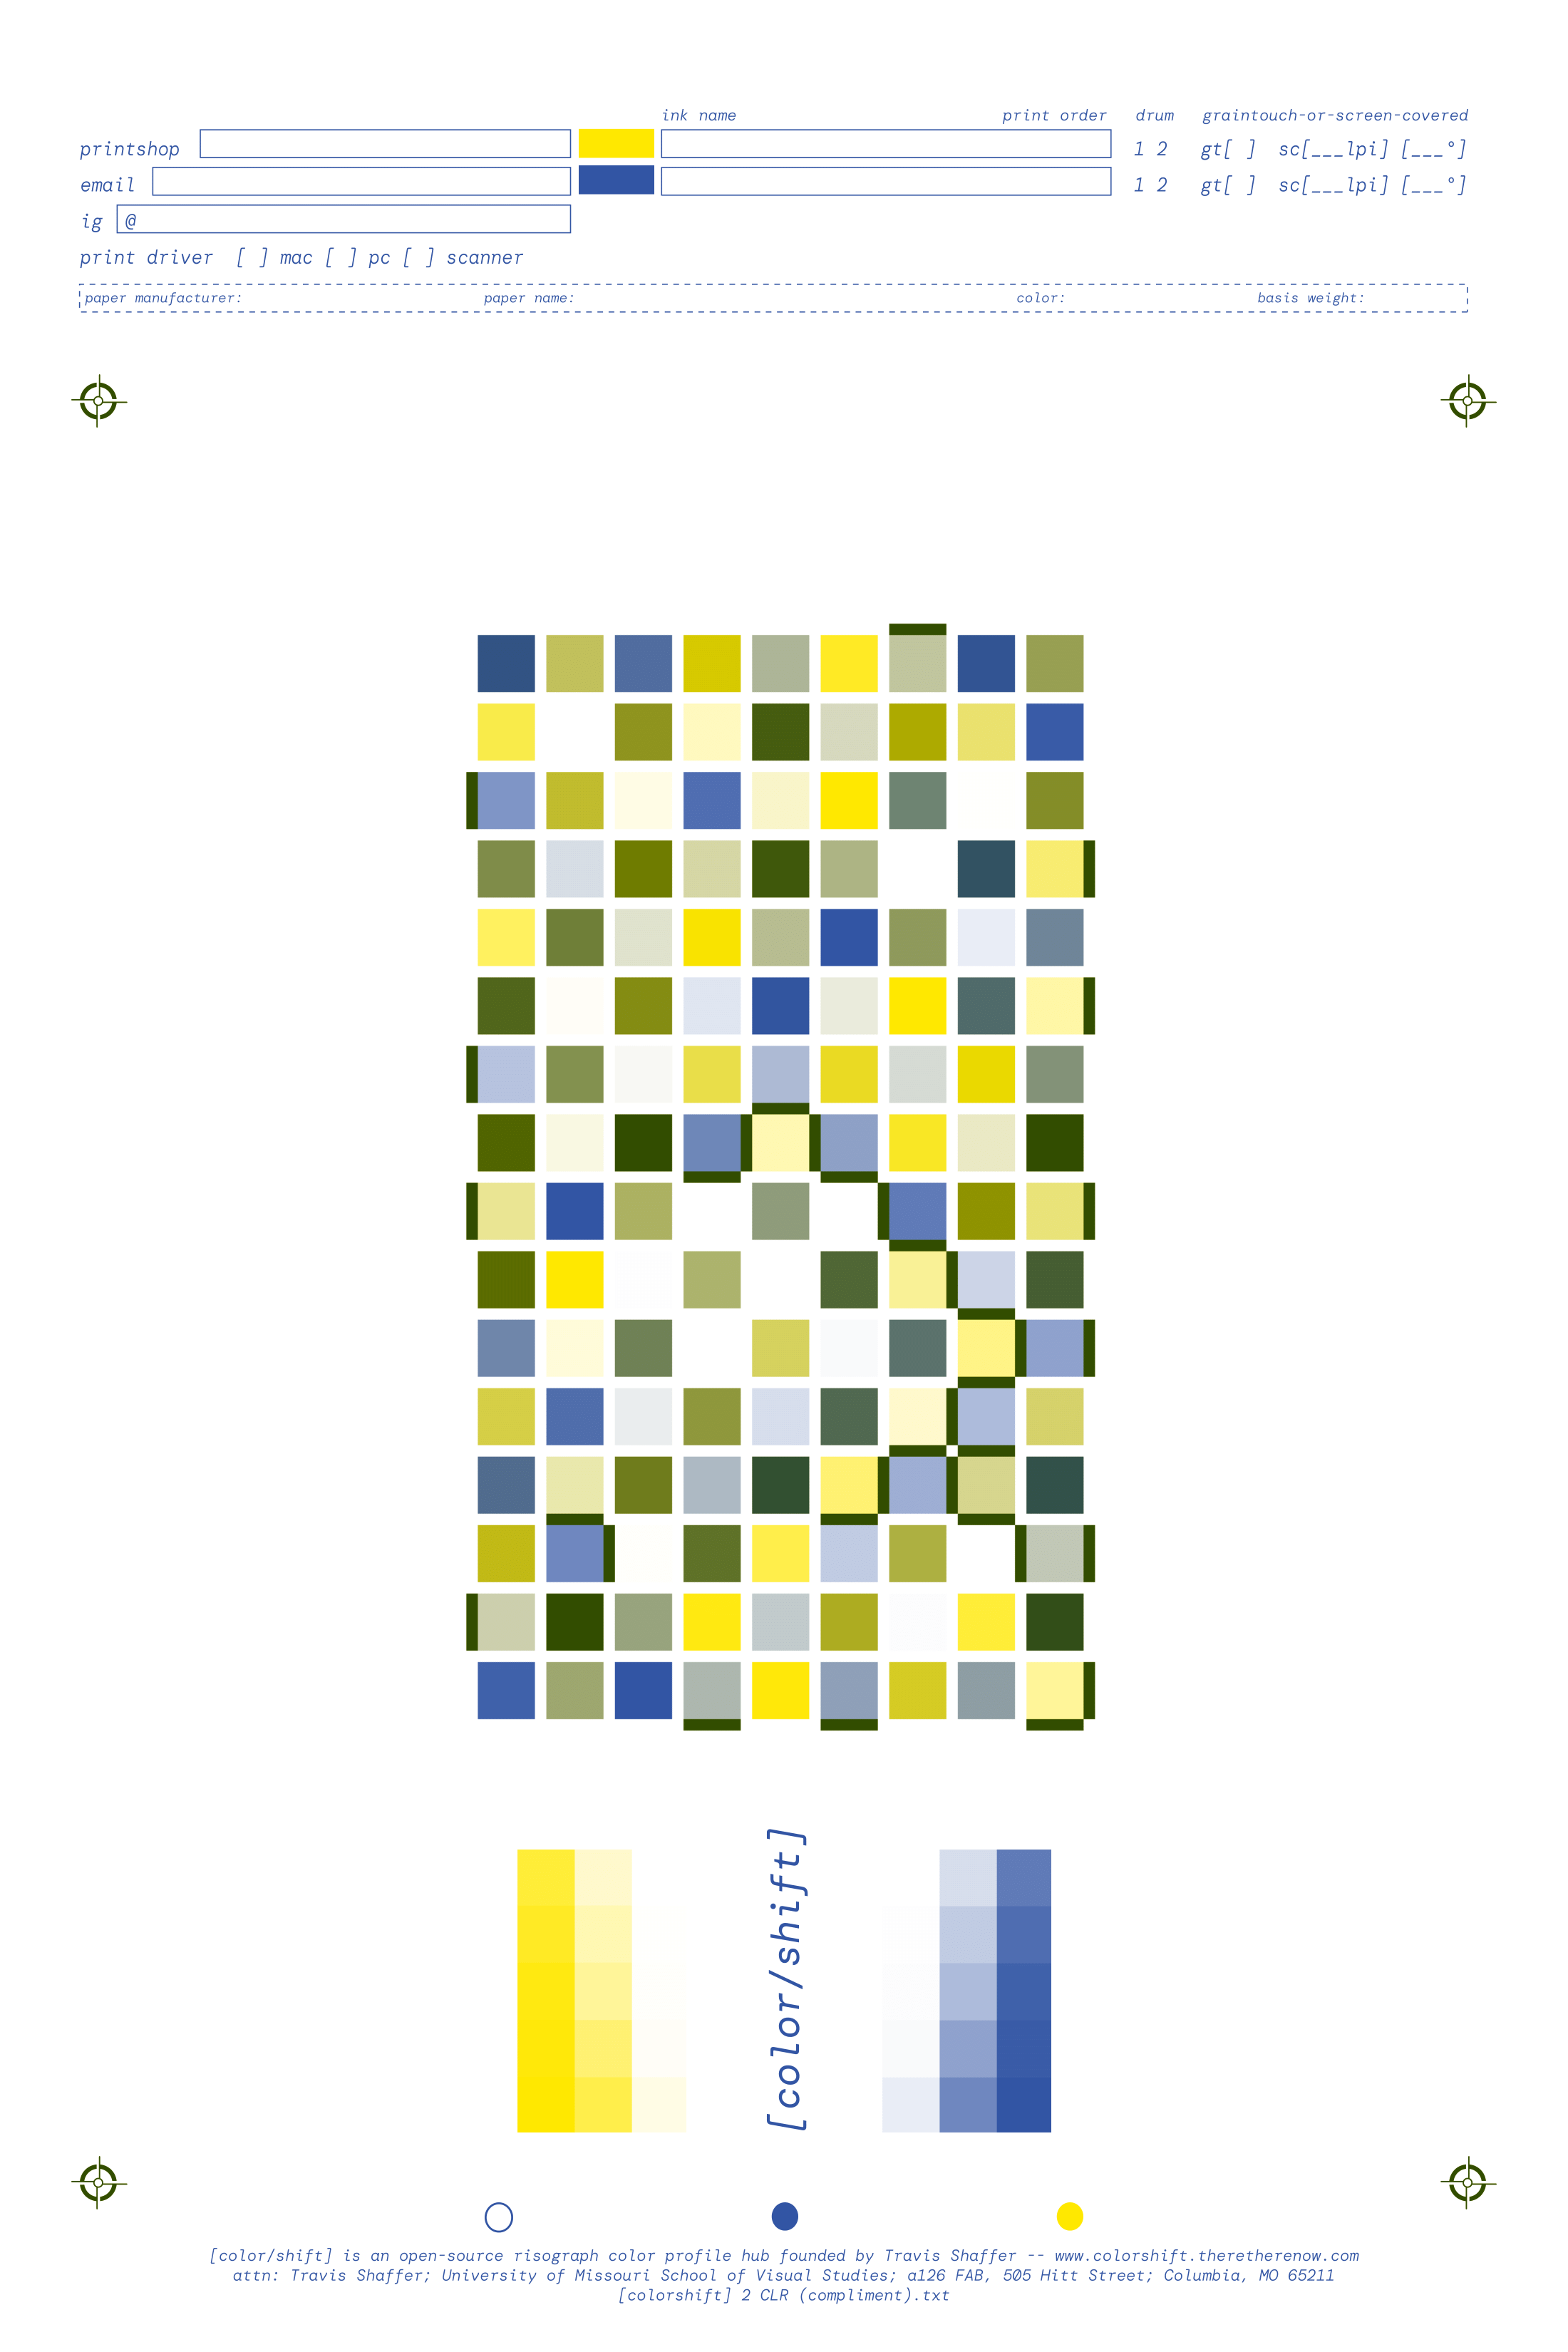 ink name print order drum graintouch-or-screen-covered
printshop 1 2 gt[ ] sc[___lpi] [___°]
email 1 2 gt[ ] sc[___lpi] [___°]
ig @
print driver [ ] mac [ ] pc [ ] scanner
paper manufacturer: paper name: color: basis weight:
[color/shift]
[color/shift] is an open-source risograph color profile hub founded by Travis Shaffer -- www.colorshift.theretherenow.com
attn: Travis Shaffer; University of Missouri School of Visual Studies; a126 FAB, 505 Hitt Street; Columbia, MO 65211
[colorshift] 2 CLR (compliment).txt